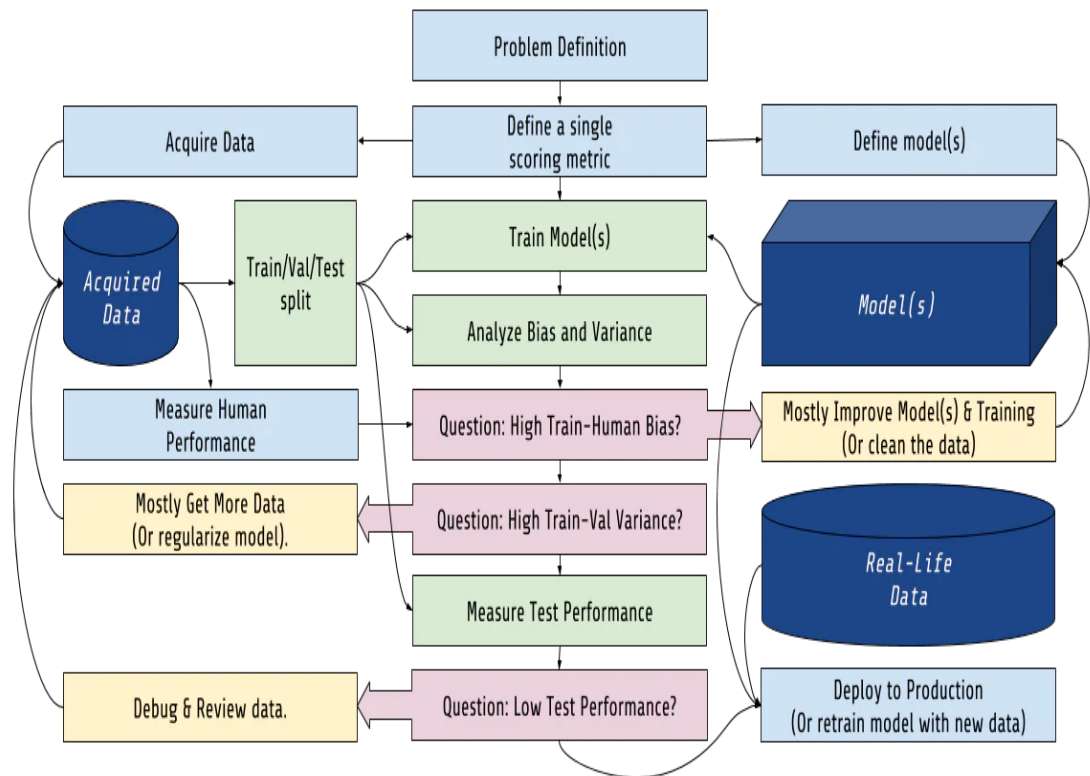 Problem Definition
Acquire Data
Define a single
scoring metric
Define model(s)
Acquired
Data
Train/Val/Test
split
Train Model(s)
Model(s)
Analyze Bias and Variance
Measure Human
Performance
Question: High Train-Human Bias?
Mostly Improve Model(s) & Training
(Or clean the data)
Mostly Get More Data
(Or regularize model).
Question: High Train-Val Variance?
Real-Life
Data
Measure Test Performance
Debug & Review data.
Question: Low Test Performance?
Deploy to Production
(Or retrain model with new data)